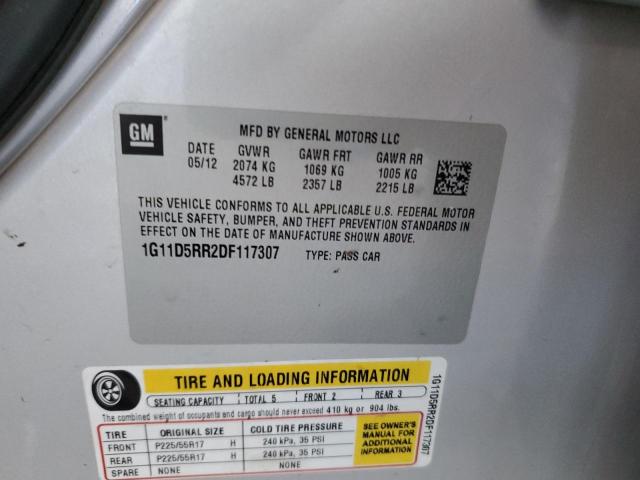 GM
MFD BY GENERAL MOTORS LLC
DATE GVWR GAWR FRT GAWR RR
05/12 2074 KG 1069 KG 1005 KG
4572 LB 2357 LB 2215 LB
THIS VEHICLE CONFORMS TO ALL APPLICABLE U.S. FEDERAL MOTOR
VEHICLE SAFETY, BUMPER, AND THEFT PREVENTION STANDARDS IN
EFFECT ON THE DATE OF MANUFACTURE SHOWN ABOVE.
1G11D5RR2DF117307 TYPE: PASS CAR
TIRE AND LOADING INFORMATION
SEATING CAPACITY TOTAL 5 FRONT 2 REAR 3
The combined weight of occupants and cargo should never exceed 410 kg or 904 lbs.
TIRE ORIGINAL SIZE COLD TIRE PRESSURE
FRONT P225/55R17 H 240 kPa, 35 PSI
REAR P225/55R17 H 240 kPa, 35 PSI
SPARE NONE NONE
SEE OWNER'S
MANUAL FOR
ADDITIONAL
INFORMATION
1G11D5RR2DF117307